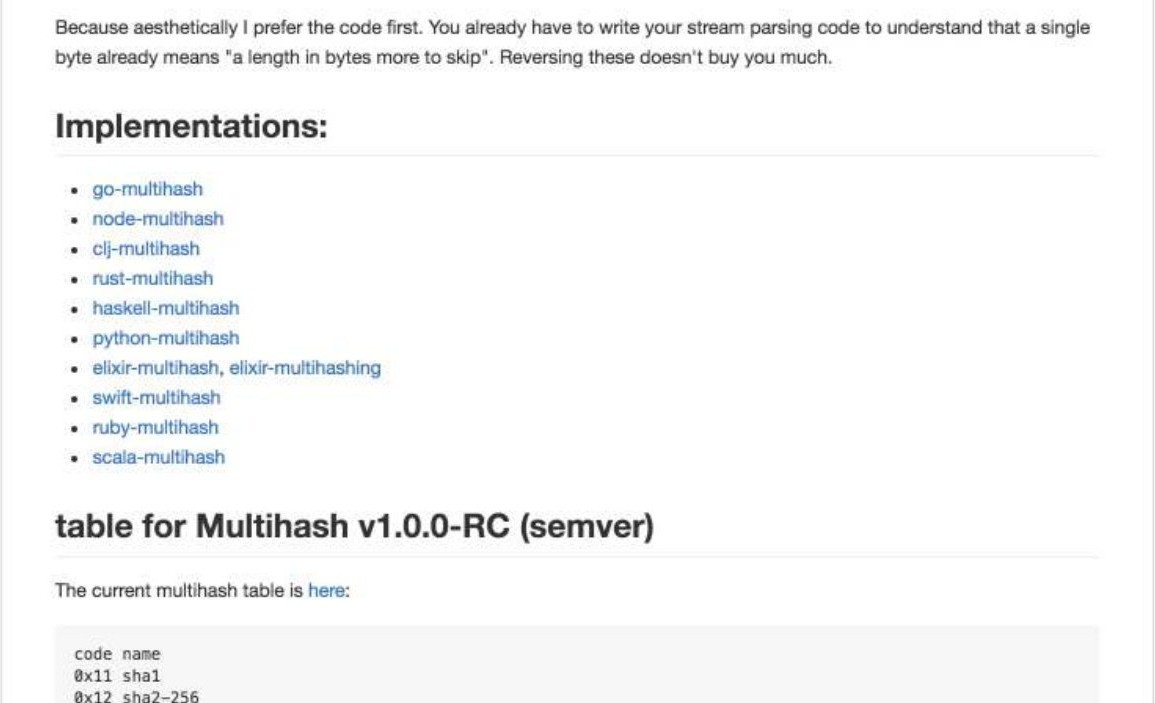 Because aesthetically I prefer the code first. You already have to write your stream parsing code to understand that a single
byte already means "a length in bytes more to skip". Reversing these doesn't buy you much.
Implementations:
• go-multihash
• node-multihash
• clj-multihash
• rust-multihash
• haskell-multihash
• python-multihash
• elixir-multihash, elixir-multihashing
• swift-multihash
• ruby-multihash
• scala-multihash
table for Multihash v1.0.0-RC (semver)
The current multihash table is here:
code name
0x11 sha1
0x12 sha2-256